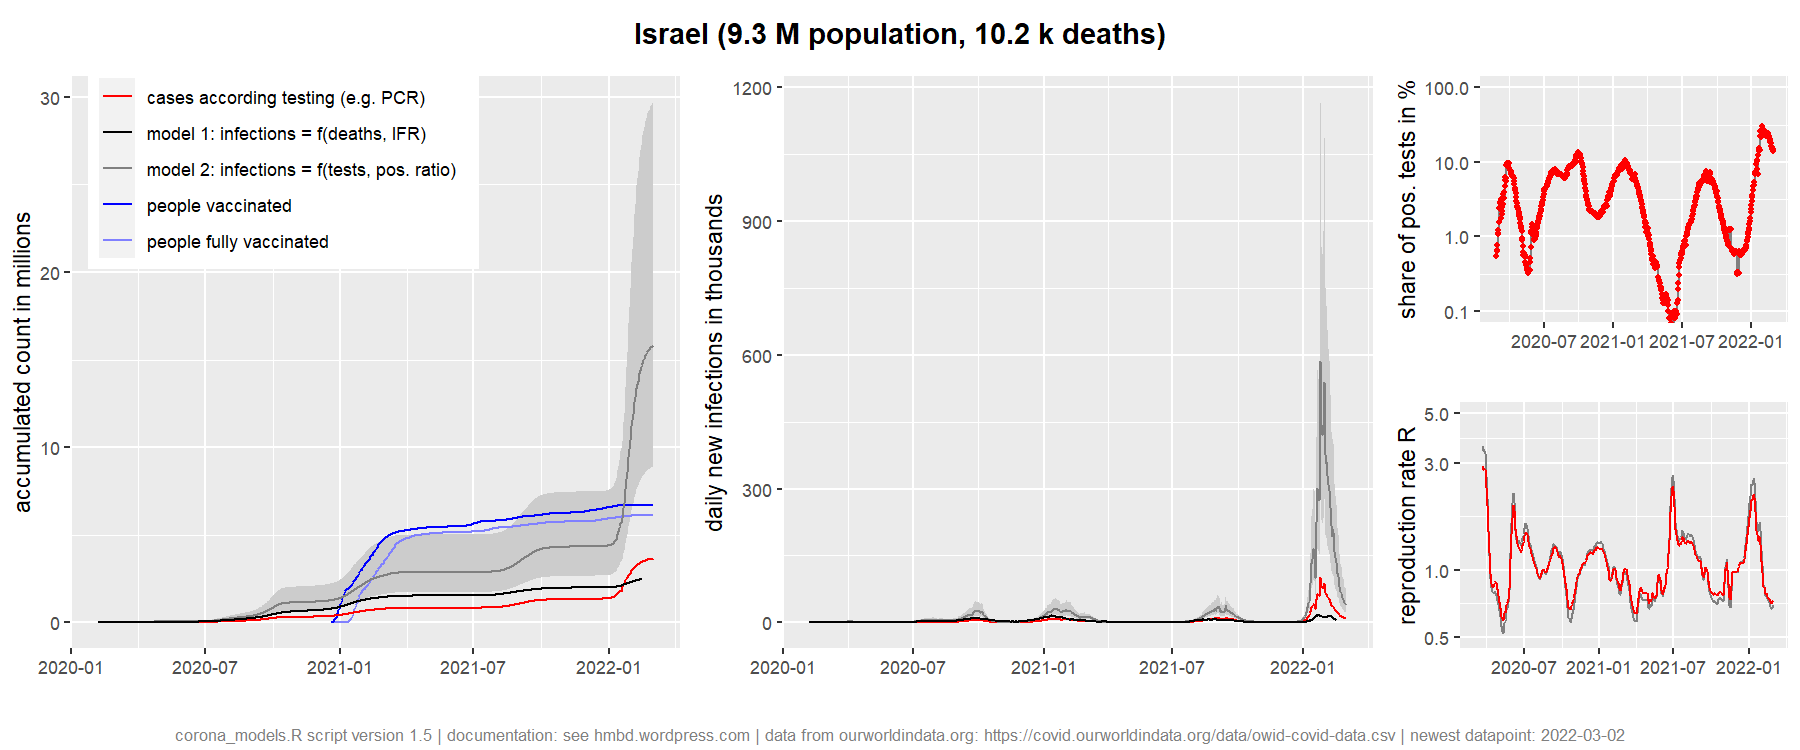 Israel (9.3 M population, 10.2 k deaths)
accumulated count in millions
30
20
10
0
cases according testing (e.g. PCR)
model 1: infections = f(deaths, IFR)
model 2: infections = f(tests, pos. ratio)
people vaccinated
people fully vaccinated
2020-01 2020-07 2021-01 2021-07 2022-01
daily new infections in thousands
1200
900
600
300
0
2020-01 2020-07 2021-01 2021-07 2022-01
share of pos. tests in %
100.0
10.0
1.0
0.1
2020-07 2021-01 2021-07 2022-01
reproduction rate R
5.0
3.0
1.0
0.5
2020-07 2021-01 2021-07 2022-01
corona_models.R script version 1.5 | documentation: see hmbd.wordpress.com | data from ourworldindata.org: https://covid.ourworldindata.org/data/owid-covid-data.csv | newest datapoint: 2022-03-02